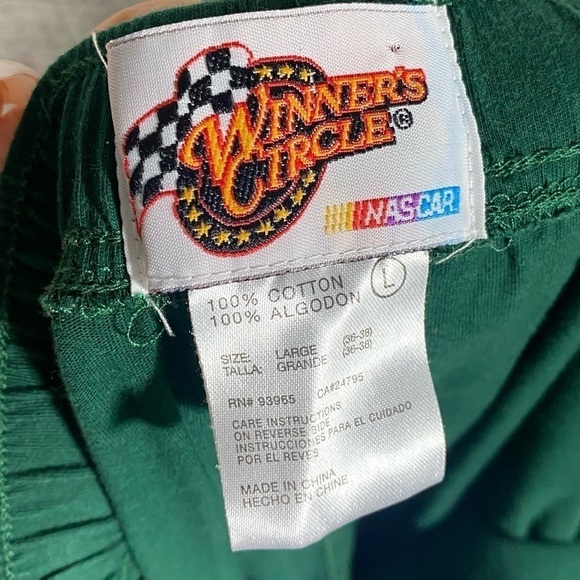 WINNER'S
CIRCLE®
NASCAR
100% COTTON
100% ALGODON
L
SIZE: LARGE (36-38)
TALLA: GRANDE (36-38)
RN# 93965 CA#24795
CARE INSTRUCTIONS
ON REVERSE SIDE
INSTRUCCIONES PARA EL CUIDADO
POR EL REVES
MADE IN CHINA
HECHO EN CHINA